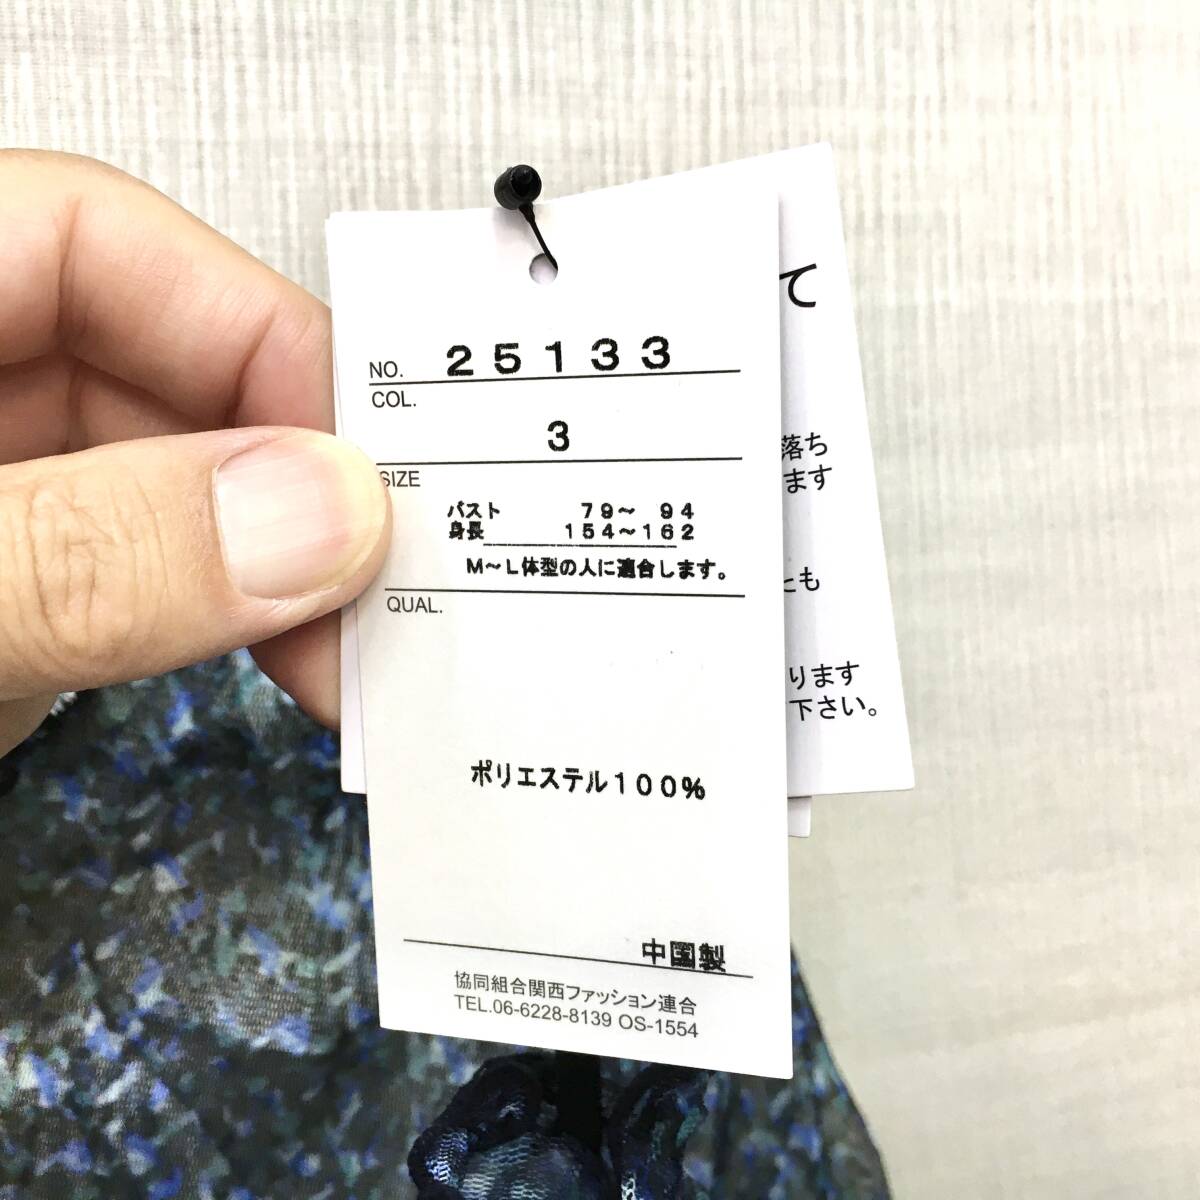 NO. 25133
COL.
3
SIZE
バスト 79～ 94
身長 154～162
M～L体型の人に適合します。
QUAL.
ポリエステル100%
中国製
協同組合関西ファッション連合
TEL.06-6228-8139 OS-1554
て
落ち
ます
とも
ります
下さい。